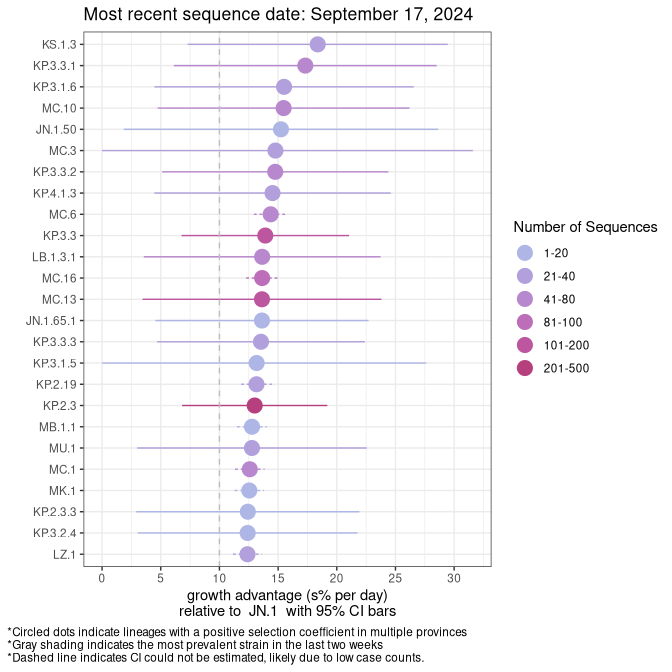 Most recent sequence date: September 17, 2024
KS.1.3
KP.3.3.1
KP.3.1.6
MC.10
JN.1.50
MC.3
KP.3.3.2
KP.4.1.3
MC.6
KP.3.3
LB.1.3.1
MC.16
MC.13
JN.1.65.1
KP.3.3.3
KP.3.1.5
KP.2.19
KP.2.3
MB.1.1
MU.1
MC.1
MK.1
KP.2.3.3
KP.3.2.4
LZ.1
0 5 10 15 20 25 30
growth advantage (s% per day)
relative to JN.1 with 95% CI bars
Number of Sequences
1-20
21-40
41-80
81-100
101-200
201-500
*Circled dots indicate lineages with a positive selection coefficient in multiple provinces
*Gray shading indicates the most prevalent strain in the last two weeks
*Dashed line indicates CI could not be estimated, likely due to low case counts.